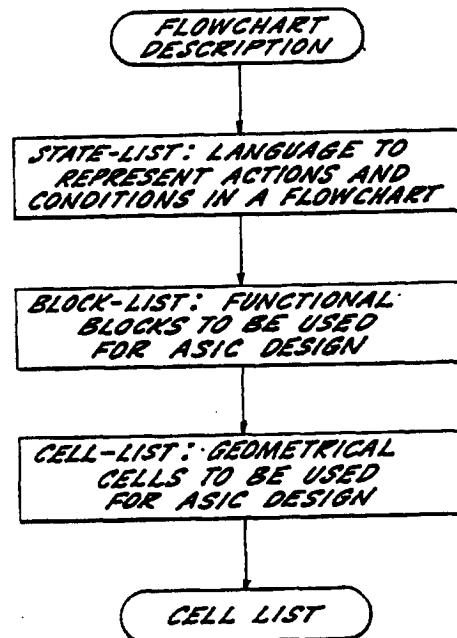 FLOWCHART
DESCRIPTION
STATE-LIST: LANGUAGE TO
REPRESENT ACTIONS AND
CONDITIONS IN A FLOWCHART
BLOCK-LIST: FUNCTIONAL
BLOCKS TO BE USED
FOR ASIC DESIGN
CELL-LIST: GEOMETRICAL
CELLS TO BE USED
FOR ASIC DESIGN
CELL LIST